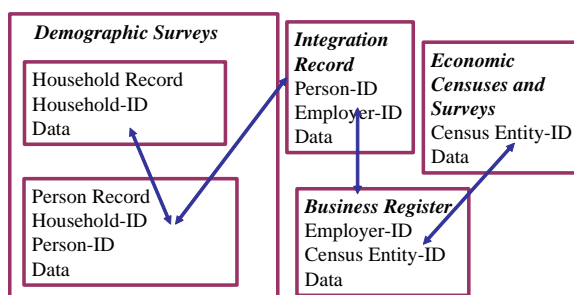 Demographic Surveys
Household Record
Household-ID
Data
Person Record
Household-ID
Person-ID
Data
Integration
Record
Person-ID
Employer-ID
Data
Business Register
Employer-ID
Census Entity-ID
Data
Economic
Censuses and
Surveys
Census Entity-ID
Data